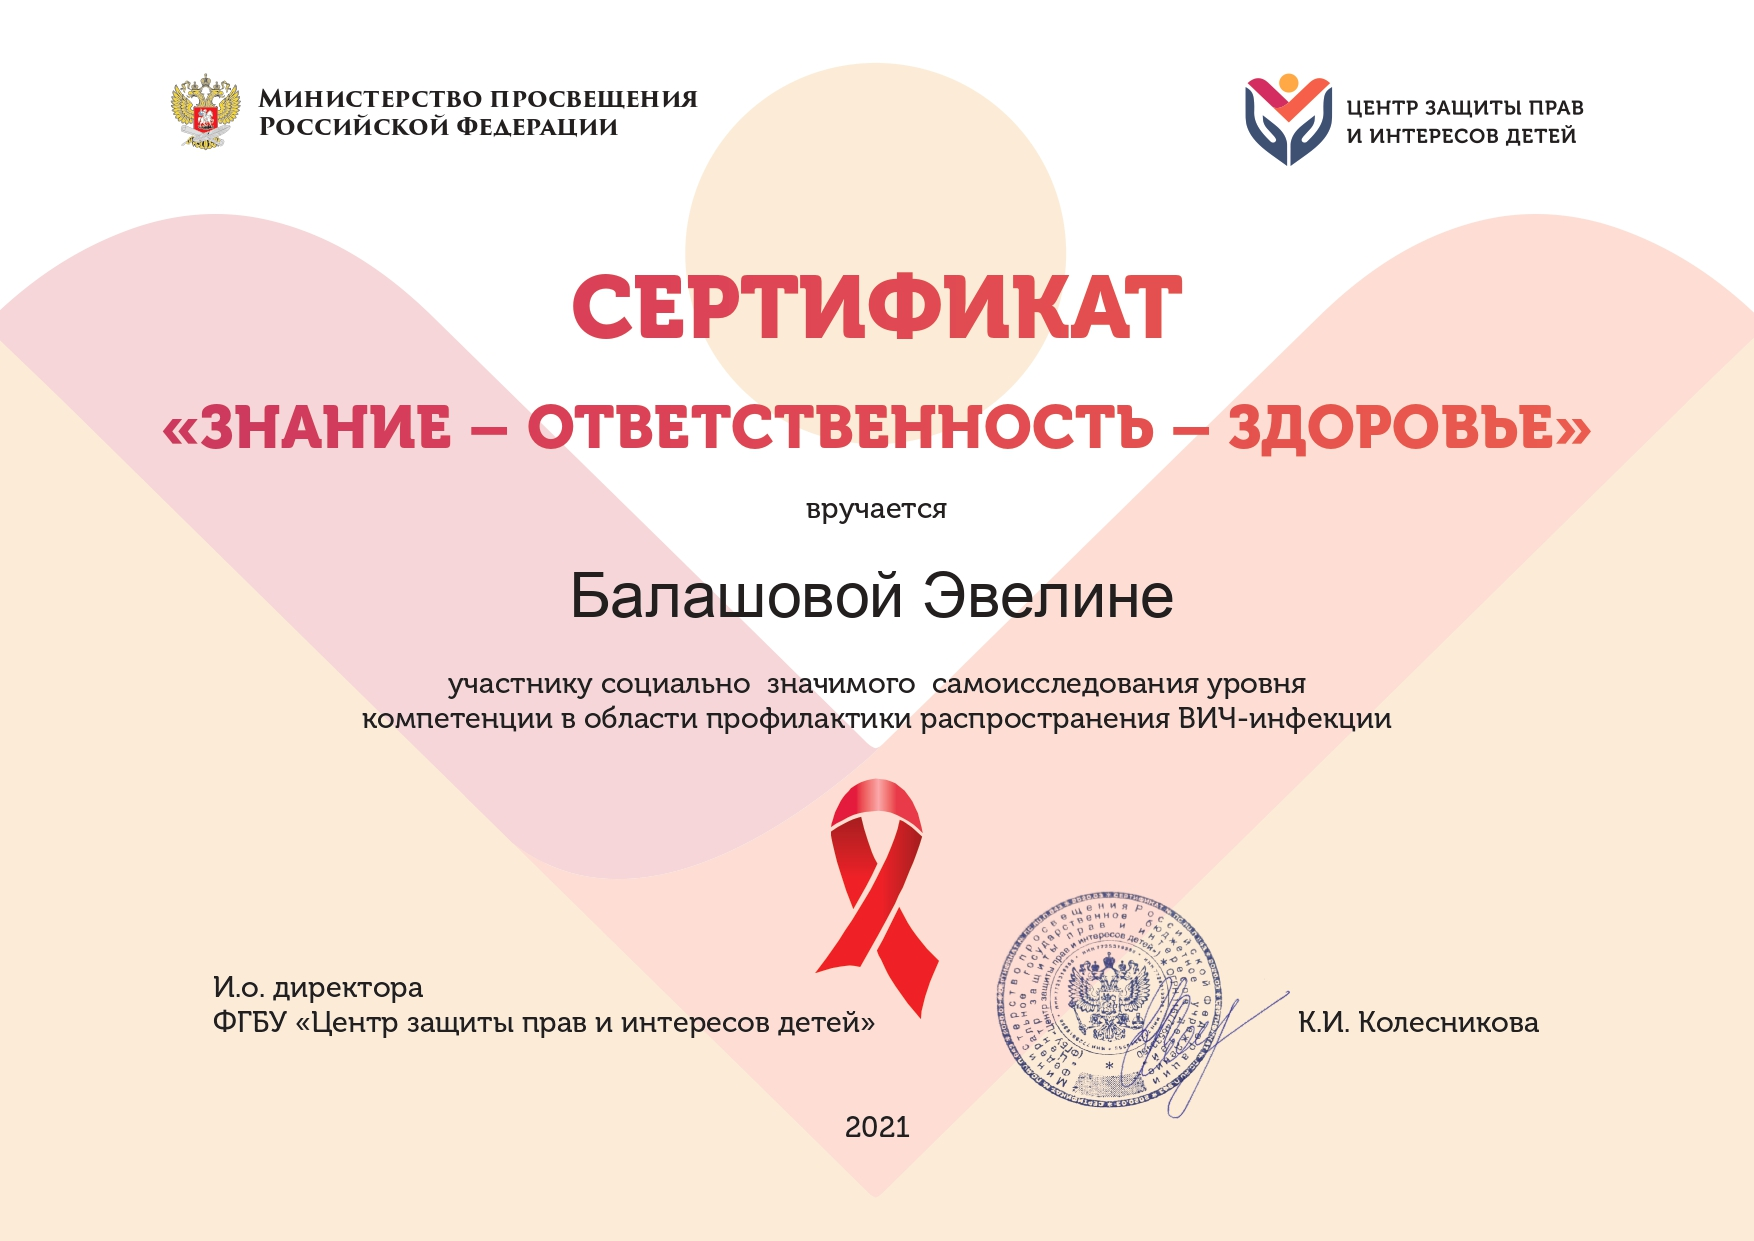 МИНИСТЕРСТВО ПРОСВЕЩЕНИЯ
РОССИЙСКОЙ ФЕДЕРАЦИИ
ЦЕНТР ЗАЩИТЫ ПРАВ
И ИНТЕРЕСОВ ДЕТЕЙ
СЕРТИФИКАТ
«ЗНАНИЕ – ОТВЕТСТВЕННОСТЬ – ЗДОРОВЬЕ»
вручается
Балашовой Эвелине
участнику социально значимого самоисследования уровня
компетенции в области профилактики распространения ВИЧ-инфекции
И.о. директора
ФГБУ «Центр защиты прав и интересов детей»
К.И. Колесникова
2021